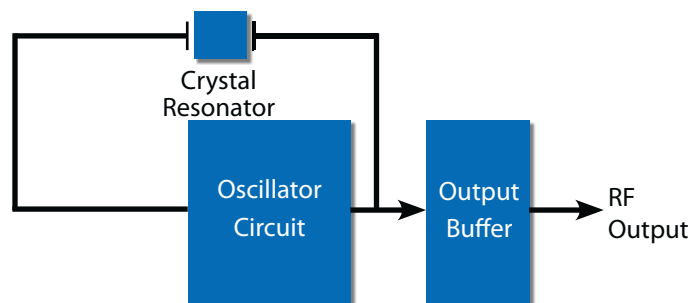 Crystal
Resonator
Oscillator
Circuit
Output
Buffer
RF
Output